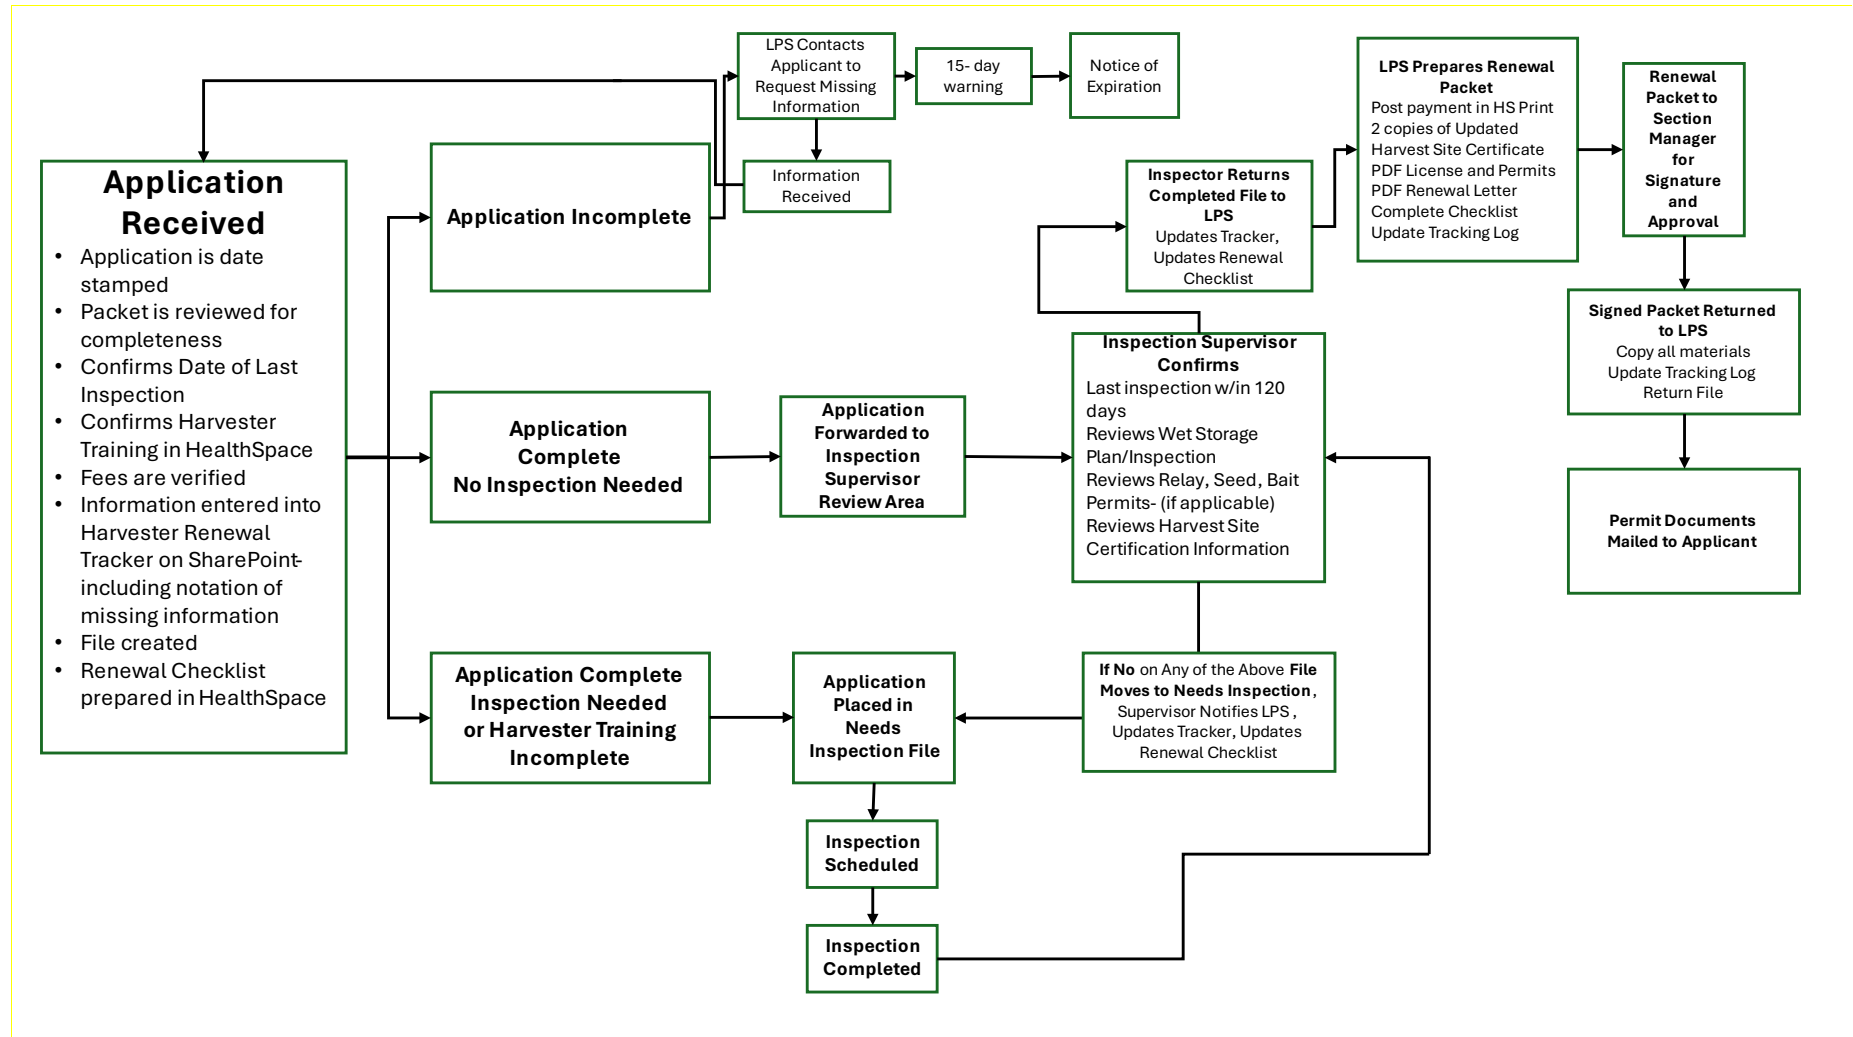 Application
Received
• Application is date
stamped
• Packet is reviewed for
completeness
• Confirms Date of Last
Inspection
• Confirms Harvester
Training in HealthSpace
• Fees are verified
• Information entered into
Harvester Renewal
Tracker on SharePoint-
including notation of
missing information
• File created
• Renewal Checklist
prepared in HealthSpace
Application Incomplete
LPS Contacts
Applicant to
Request Missing
Information
15- day
warning
Notice of
Expiration
Information
Received
Application
Complete
No Inspection Needed
Application
Forwarded to
Inspection
Supervisor
Review Area
Application Complete
Inspection Needed
or Harvester Training
Incomplete
Application
Placed in
Needs
Inspection File
Inspection
Scheduled
Inspection
Completed
Inspection Supervisor
Confirms
Last inspection w/in 120
days
Reviews Wet Storage
Plan/Inspection
Reviews Relay, Seed, Bait
Permits- (if applicable)
Reviews Harvest Site
Certification Information
If No on Any of the Above File
Moves to Needs Inspection,
Supervisor Notifies LPS ,
Updates Tracker, Updates
Renewal Checklist
Inspector Returns
Completed File to
LPS
Updates Tracker,
Updates Renewal
Checklist
LPS Prepares Renewal
Packet
Post payment in HS Print
2 copies of Updated
Harvest Site Certificate
PDF License and Permits
PDF Renewal Letter
Complete Checklist
Update Tracking Log
Renewal
Packet to
Section
Manager
for
Signature
and
Approval
Signed Packet Returned
to LPS
Copy all materials
Update Tracking Log
Return File
Permit Documents
Mailed to Applicant